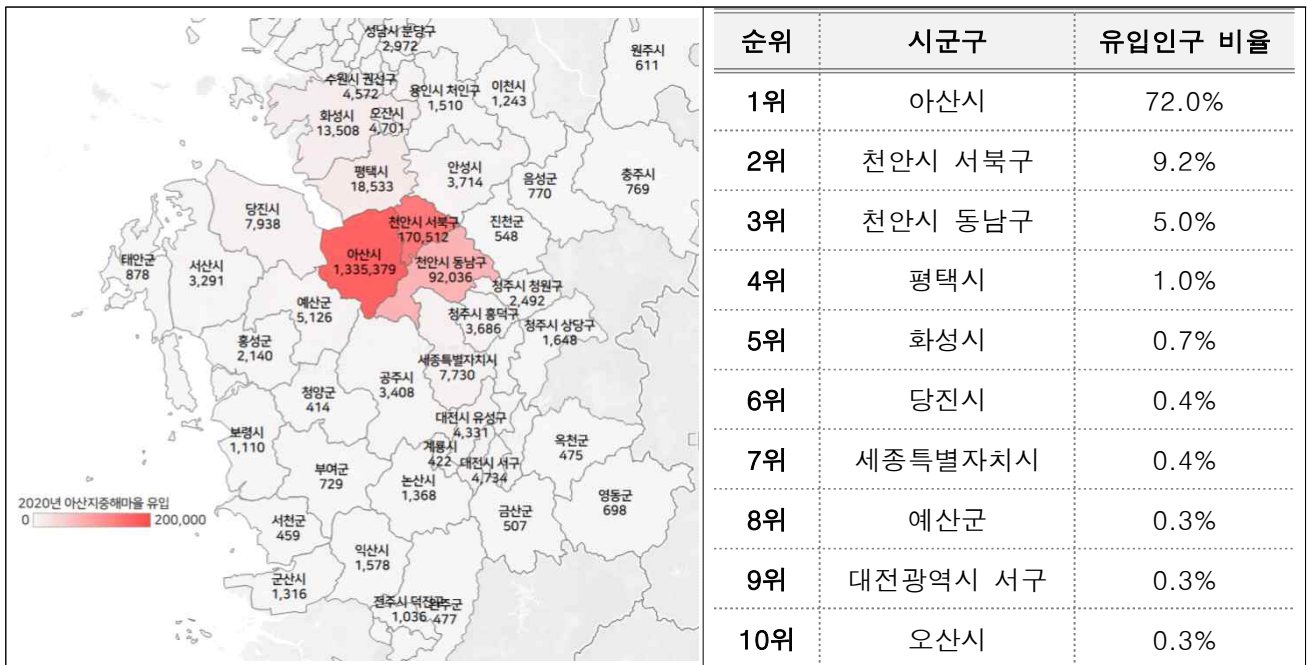 성남시 분당구
2,972
원주시
611
수원시 권선구
4,572
용인시 처인구
1,510
이천시
1,243
화성시
13,508
오산시
4,701
평택시
18,533
안성시
3,714
음성군
770
충주시
769
당진시
7,938
천안시 서북구
170,512
진천군
548
아산시
1,335,379
천안시 동남구
92,036
태안군
878
서산시
3,291
청주시 청원구
2,492
예산군
5,126
청주시 흥덕구
3,686
청주시 상당구
1,648
홍성군
2,140
세종특별자치시
7,730
공주시
3,408
청양군
414
대전시 유성구
4,331
보령시
1,110
계룡시
422
대전시 서구
4,734
옥천군
475
부여군
729
논산시
1,368
금산군
507
영동군
698
2020년 아산지중해마을 유입
0 200,000
서천군
459
익산시
1,578
군산시
1,316
전주시 덕진구
1,036
완주군
477
순위 시군구 유입인구 비율
1위 아산시 72.0%
2위 천안시 서북구 9.2%
3위 천안시 동남구 5.0%
4위 평택시 1.0%
5위 화성시 0.7%
6위 당진시 0.4%
7위 세종특별자치시 0.4%
8위 예산군 0.3%
9위 대전광역시 서구 0.3%
10위 오산시 0.3%